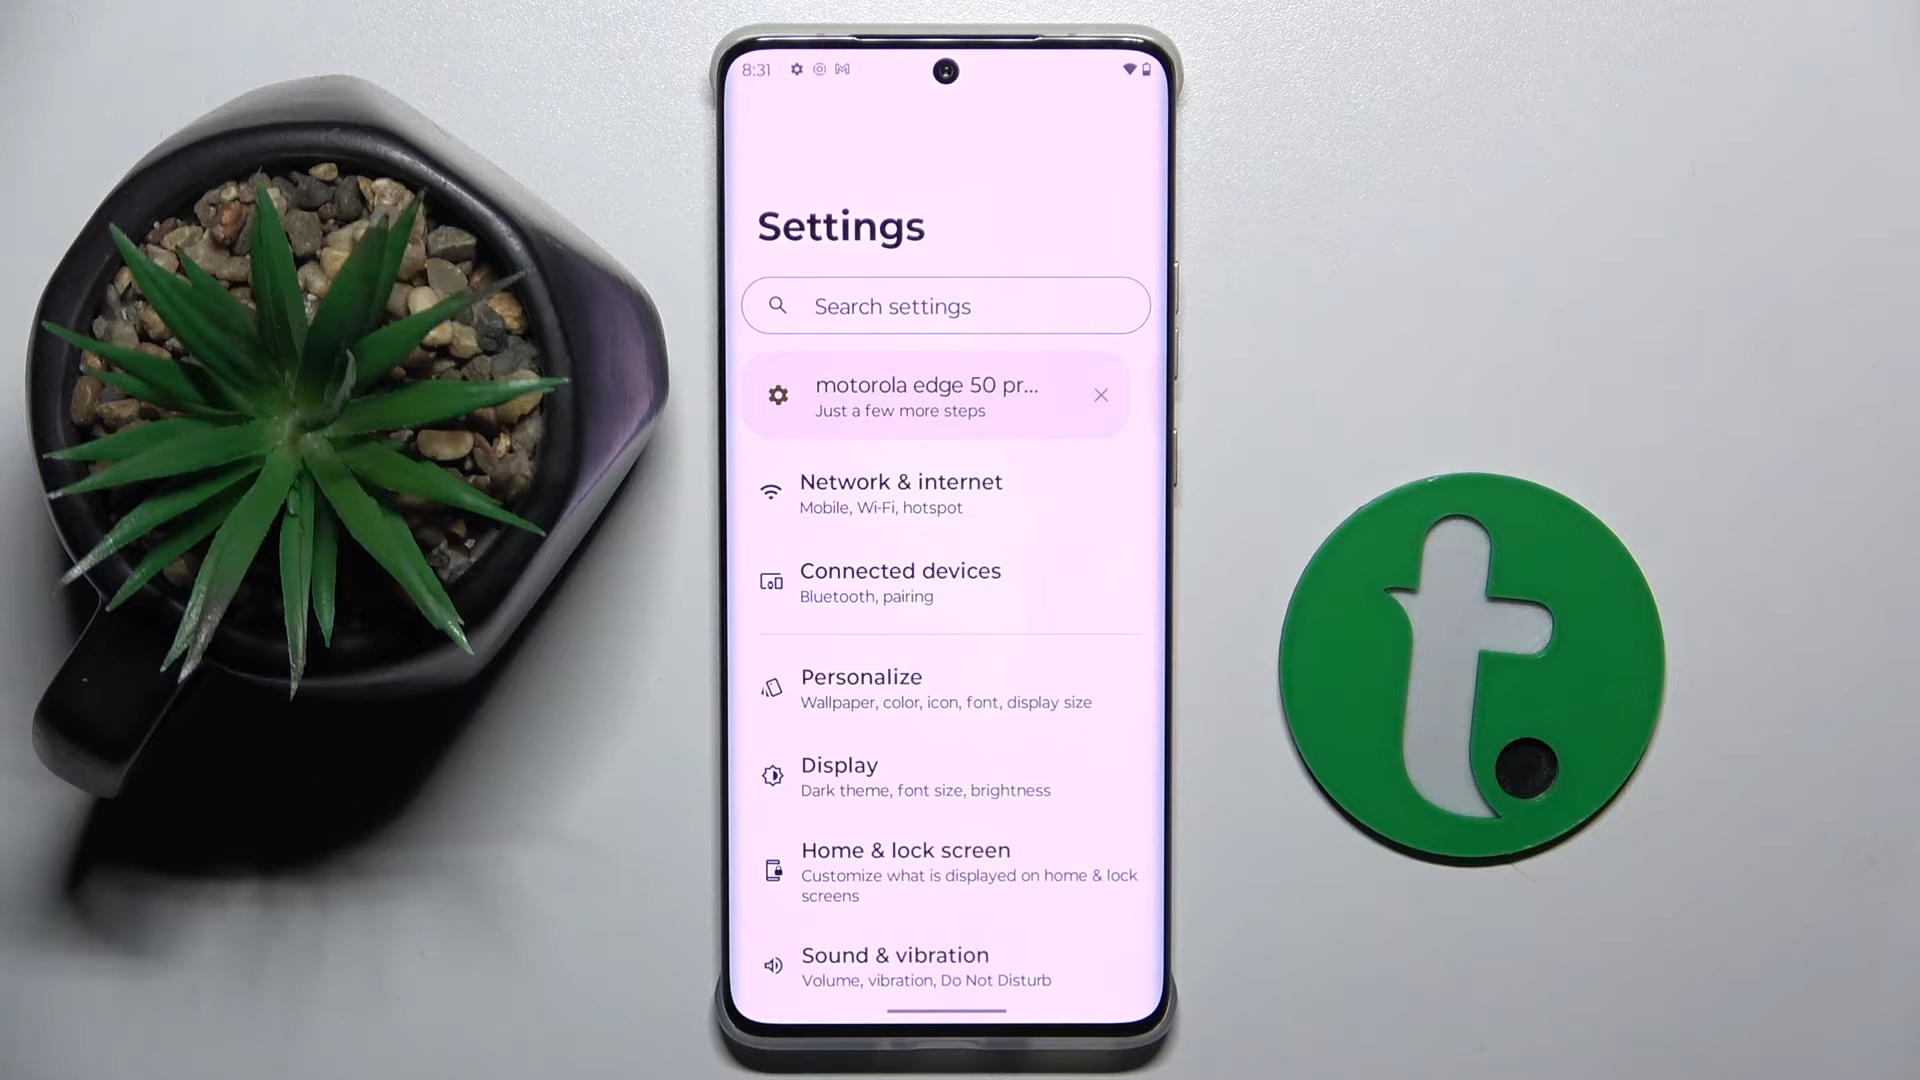 8:31
Settings
Search settings
motorola edge 50 pr...
Just a few more steps
Network & internet
Mobile, Wi-Fi, hotspot
Connected devices
Bluetooth, pairing
Personalize
Wallpaper, color, icon, font, display size
Display
Dark theme, font size, brightness
Home & lock screen
Customize what is displayed on home & lock
screens
Sound & vibration
Volume, vibration, Do Not Disturb
t.